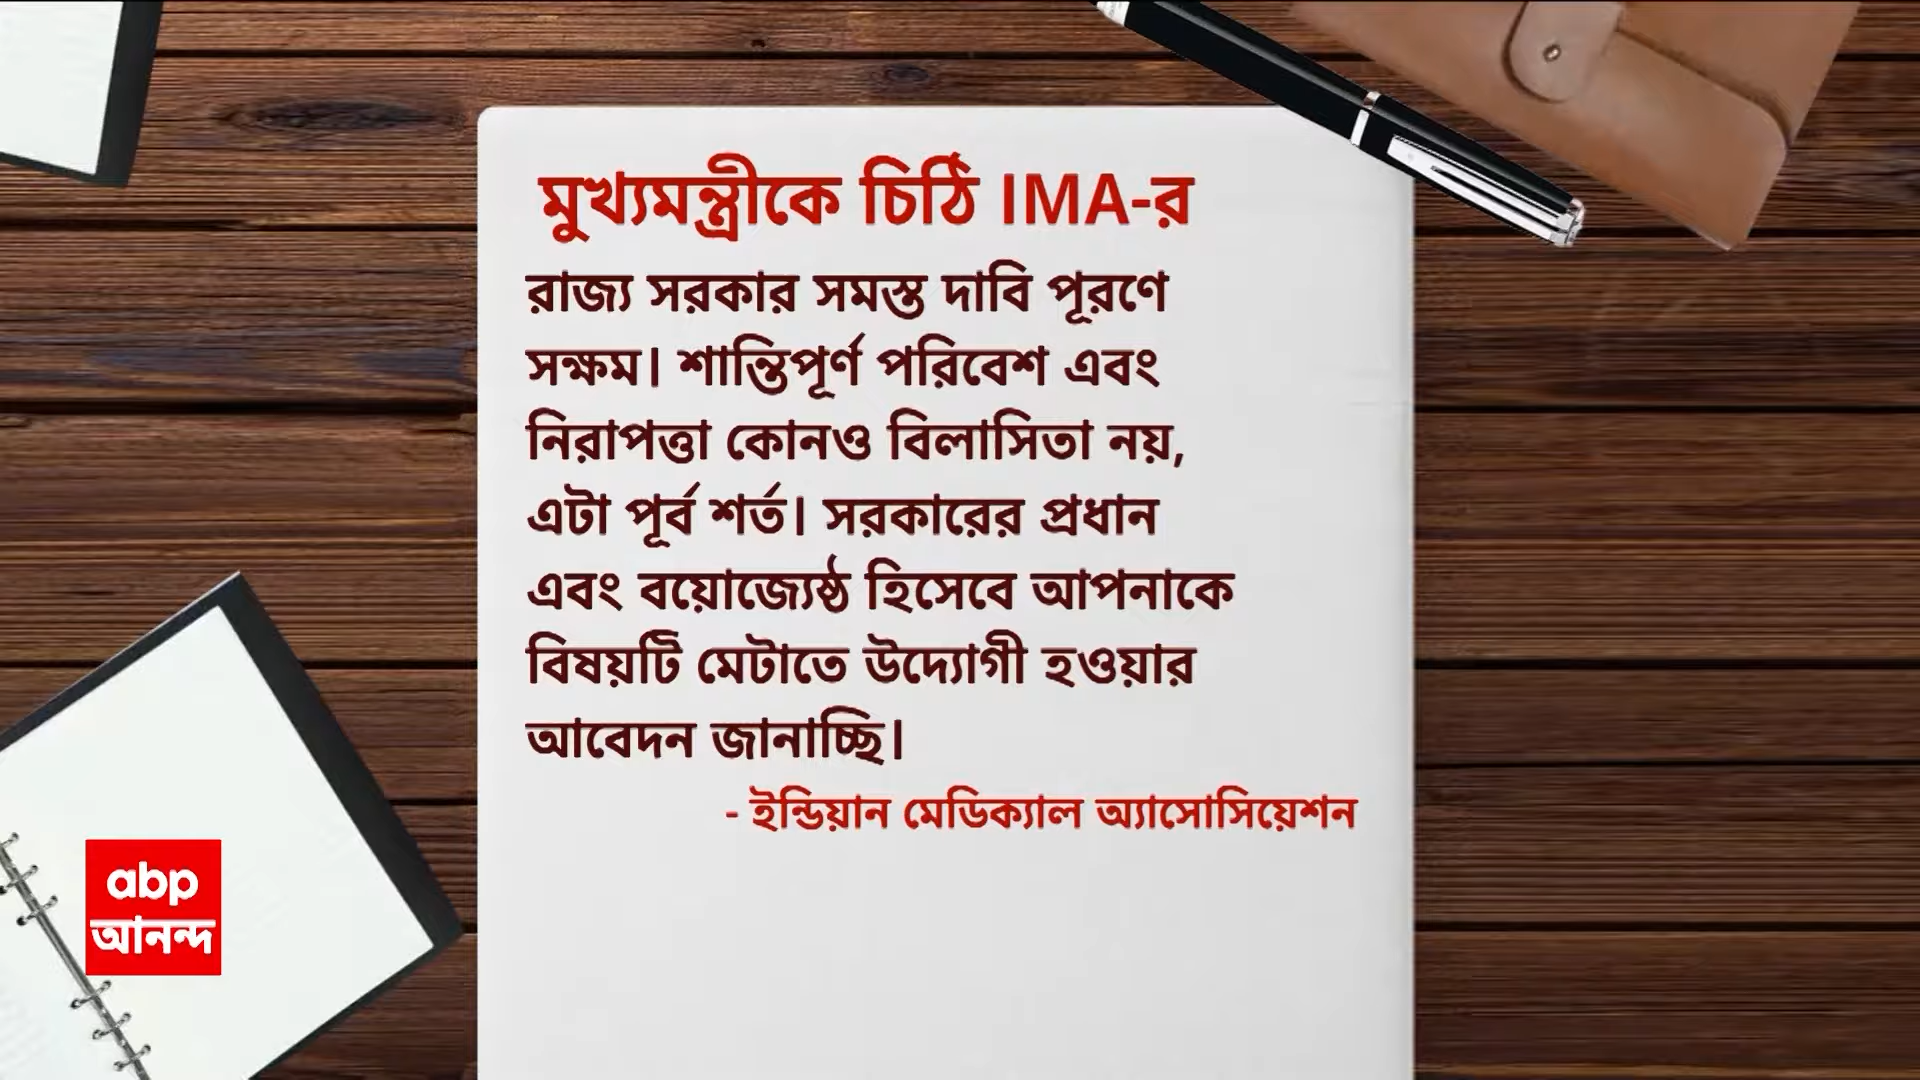 মুখ্যমন্ত্রীকে চিঠি IMA-র
রাজ্য সরকার সমস্ত দাবি পূরণে
সক্ষম। শান্তিপূর্ণ পরিবেশ এবং
নিরাপত্তা কোনও বিলাসিতা নয়,
এটা পূর্ব শর্ত। সরকারের প্রধান
এবং বয়োজ্যেষ্ঠ হিসেবে আপনাকে
বিষয়টি মেটাতে উদ্যোগী হওয়ার
আবেদন জানাচ্ছি।
- ইন্ডিয়ান মেডিক্যাল অ্যাসোসিয়েশন
abp
আনন্দ